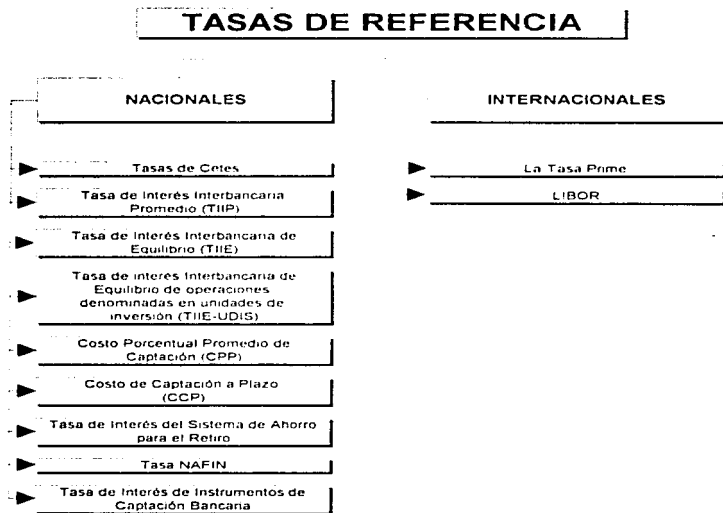 TASAS DE REFERENCIA
NACIONALES
Tasas de Cetes
Tasa de Interés Interbancaria
Promedio (TIIP)
Tasa de Interés Interbancaria de
Equilibrio (TIIE)
Tasa de interés Interbancaria de
Equilibrio de operaciones
denominadas en unidades de
inversión (TIIE-UDIS)
Costo Porcentual Promedio de
Captación (CPP)
Costo de Captación a Plazo
(CCP)
Tasa de Interés del Sistema de Ahorro
para el Retiro
Tasa NAFIN
Tasa de Interés de Instrumentos de
Captación Bancaria
INTERNACIONALES
La Tasa Prime
LIBOR